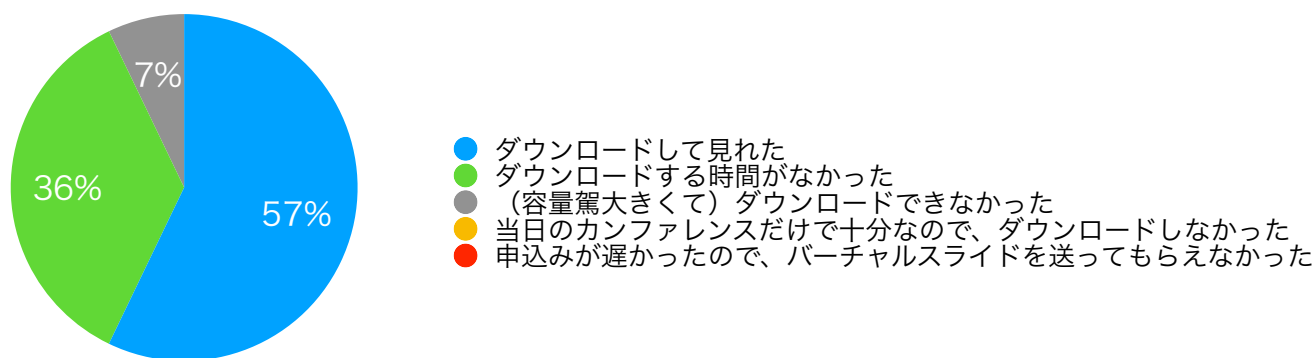 7%
36%
57%
ダウンロードして見れた
ダウンロードする時間がなかった
（容量駕大きくて）ダウンロードできなかった
当日のカンファレンスだけで十分なので、ダウンロードしなかった
申込みが遅かったので、バーチャルスライドを送ってもらえなかった